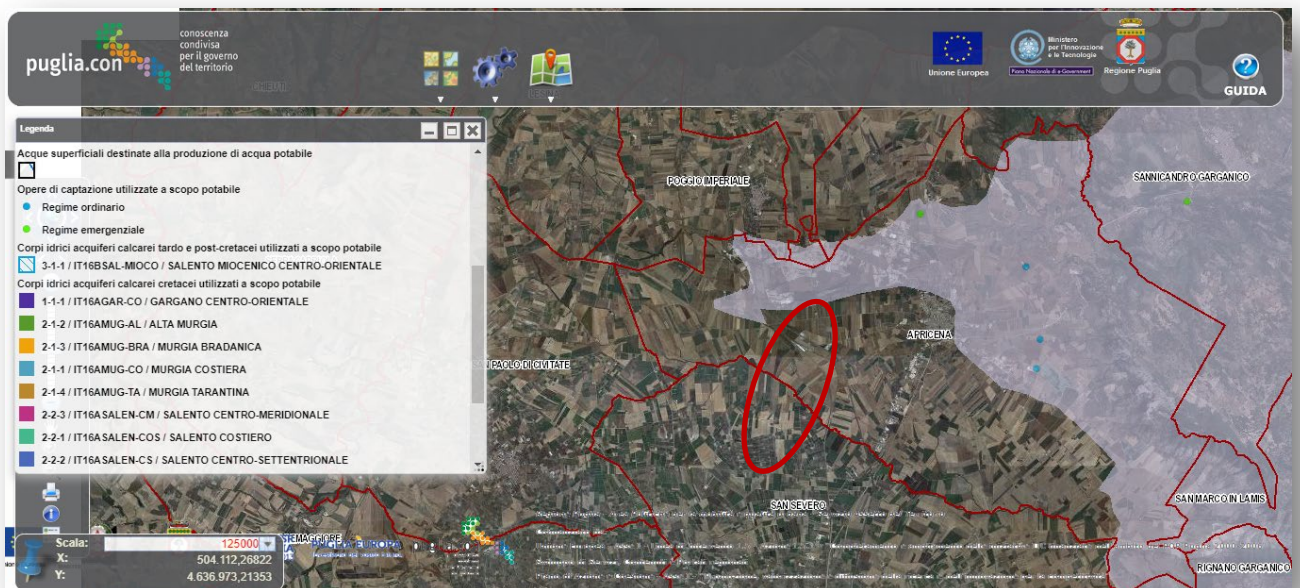 puglia.con
conoscenza
condivisa
per il governo
del territorio
Unione Europea
Ministero
per l'Innovazione
e le Tecnologie
Piano Nazionale di e-Government
Regione Puglia
GUIDA
Legenda
Acque superficiali destinate alla produzione di acqua potabile
Opere di captazione utilizzate a scopo potabile
Regime ordinario
Regime emergenziale
Corpi idrici acquiferi calcarei tardo e post-cretacei utilizzati a scopo potabile
3-1-1 / IT16BSAL-MIOCO / SALENTO MIOCENICO CENTRO-ORIENTALE
Corpi idrici acquiferi calcarei cretacei utilizzati a scopo potabile
1-1-1 / IT16AGAR-CO / GARGANO CENTRO-ORIENTALE
2-1-2 / IT16AMUG-AL / ALTA MURGIA
2-1-3 / IT16AMUG-BRA / MURGIA BRADANICA
2-1-1 / IT16AMUG-CO / MURGIA COSTIERA
2-1-4 / IT16AMUG-TA / MURGIA TARANTINA
2-2-3 / IT16ASALEN-CM / SALENTO CENTRO-MERIDIONALE
2-2-1 / IT16ASALEN-COS / SALENTO COSTIERO
2-2-2 / IT16ASALEN-CS / SALENTO CENTRO-SETTENTRIONALE
POGGIO IMPERIALE
SANNICANDRO GARGANICO
APRICENA
PAOLO DI CIVITATE
SAN SEVERO
SAN MARCO IN LAMIS
RIGNANO GARGANICO
Scala: 125000
X: 504.112,26822
Y: 4.636.973,21353